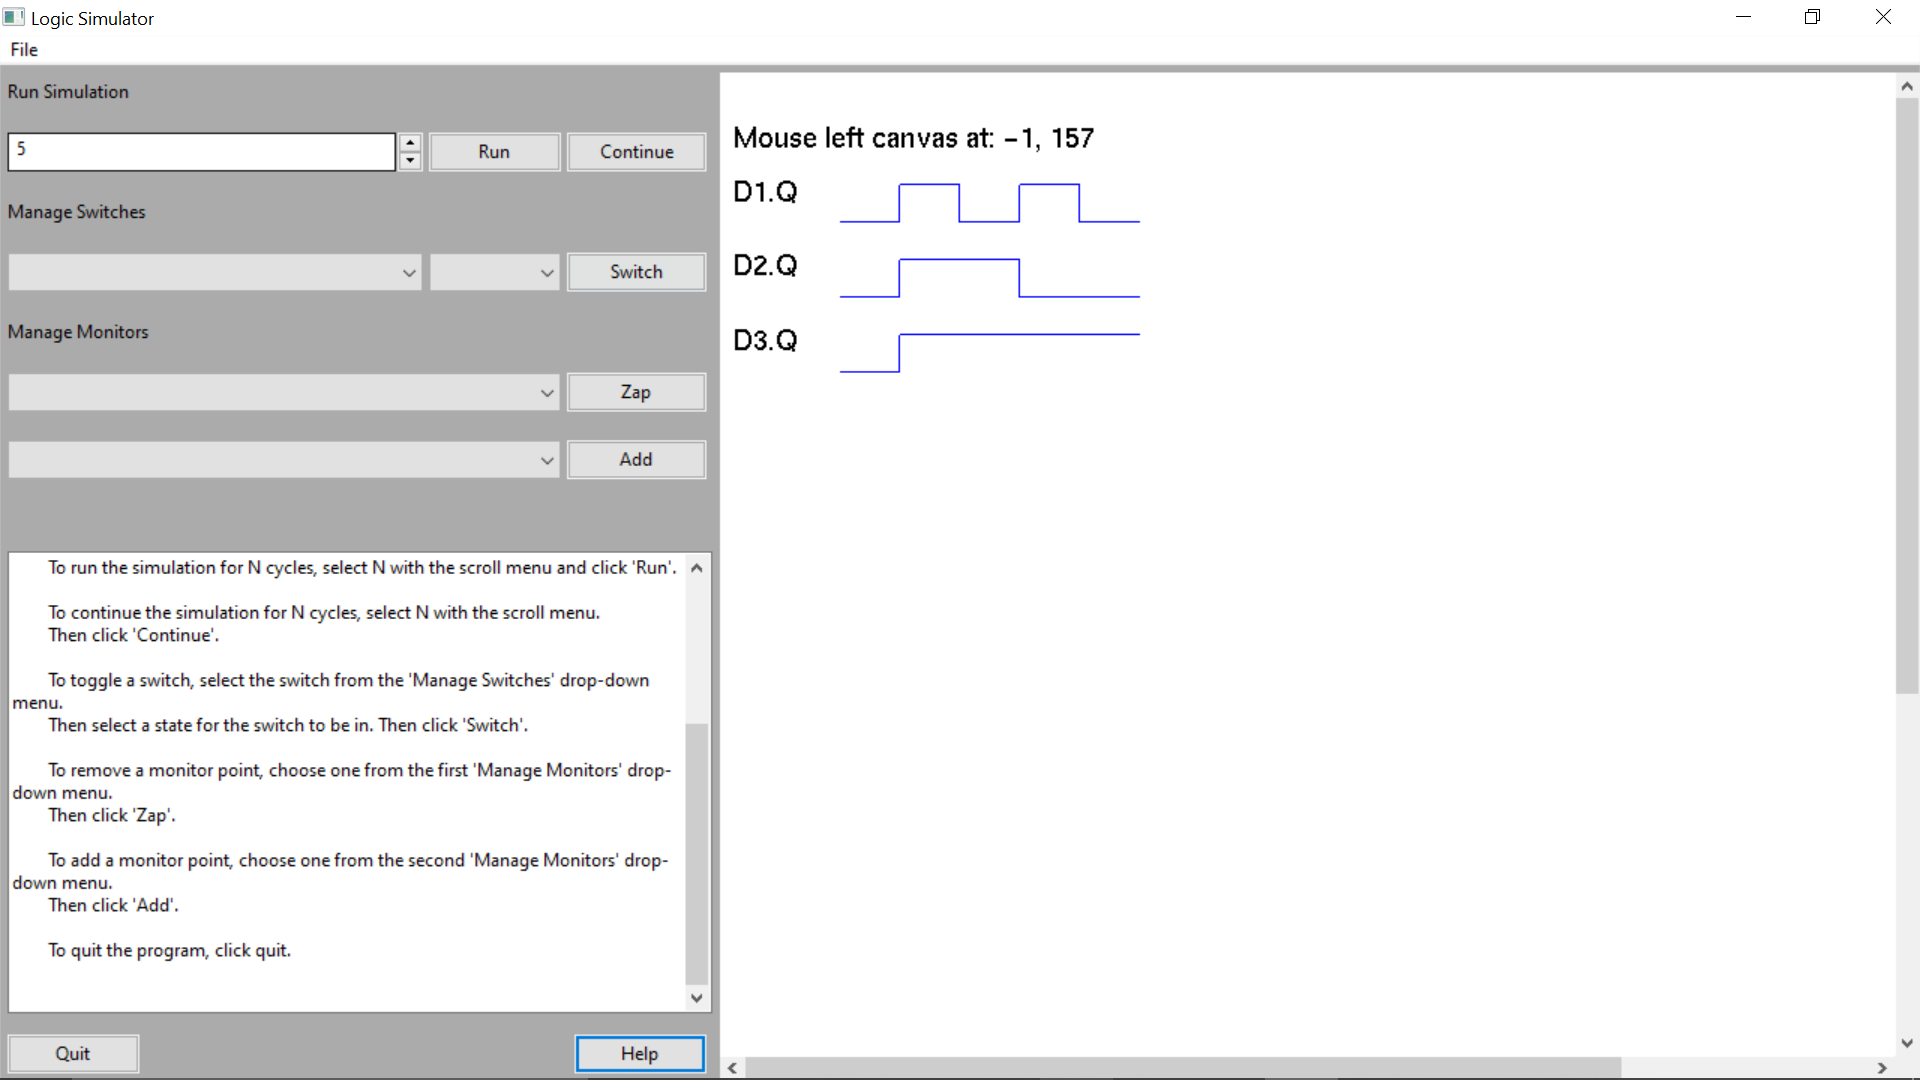 Logic Simulator
File
Run Simulation
5
Run
Continue
Manage Switches
Switch
Manage Monitors
Zap
Add
To run the simulation for N cycles, select N with the scroll menu and click 'Run'.
To continue the simulation for N cycles, select N with the scroll menu.
Then click 'Continue'.
To toggle a switch, select the switch from the 'Manage Switches' drop-down
menu.
Then select a state for the switch to be in. Then click 'Switch'.
To remove a monitor point, choose one from the first 'Manage Monitors' drop-
down menu.
Then click 'Zap'.
To add a monitor point, choose one from the second 'Manage Monitors' drop-
down menu.
Then click 'Add'.
To quit the program, click quit.
Quit
Help
Mouse left canvas at: -1, 157
D1.Q
D2.Q
D3.Q